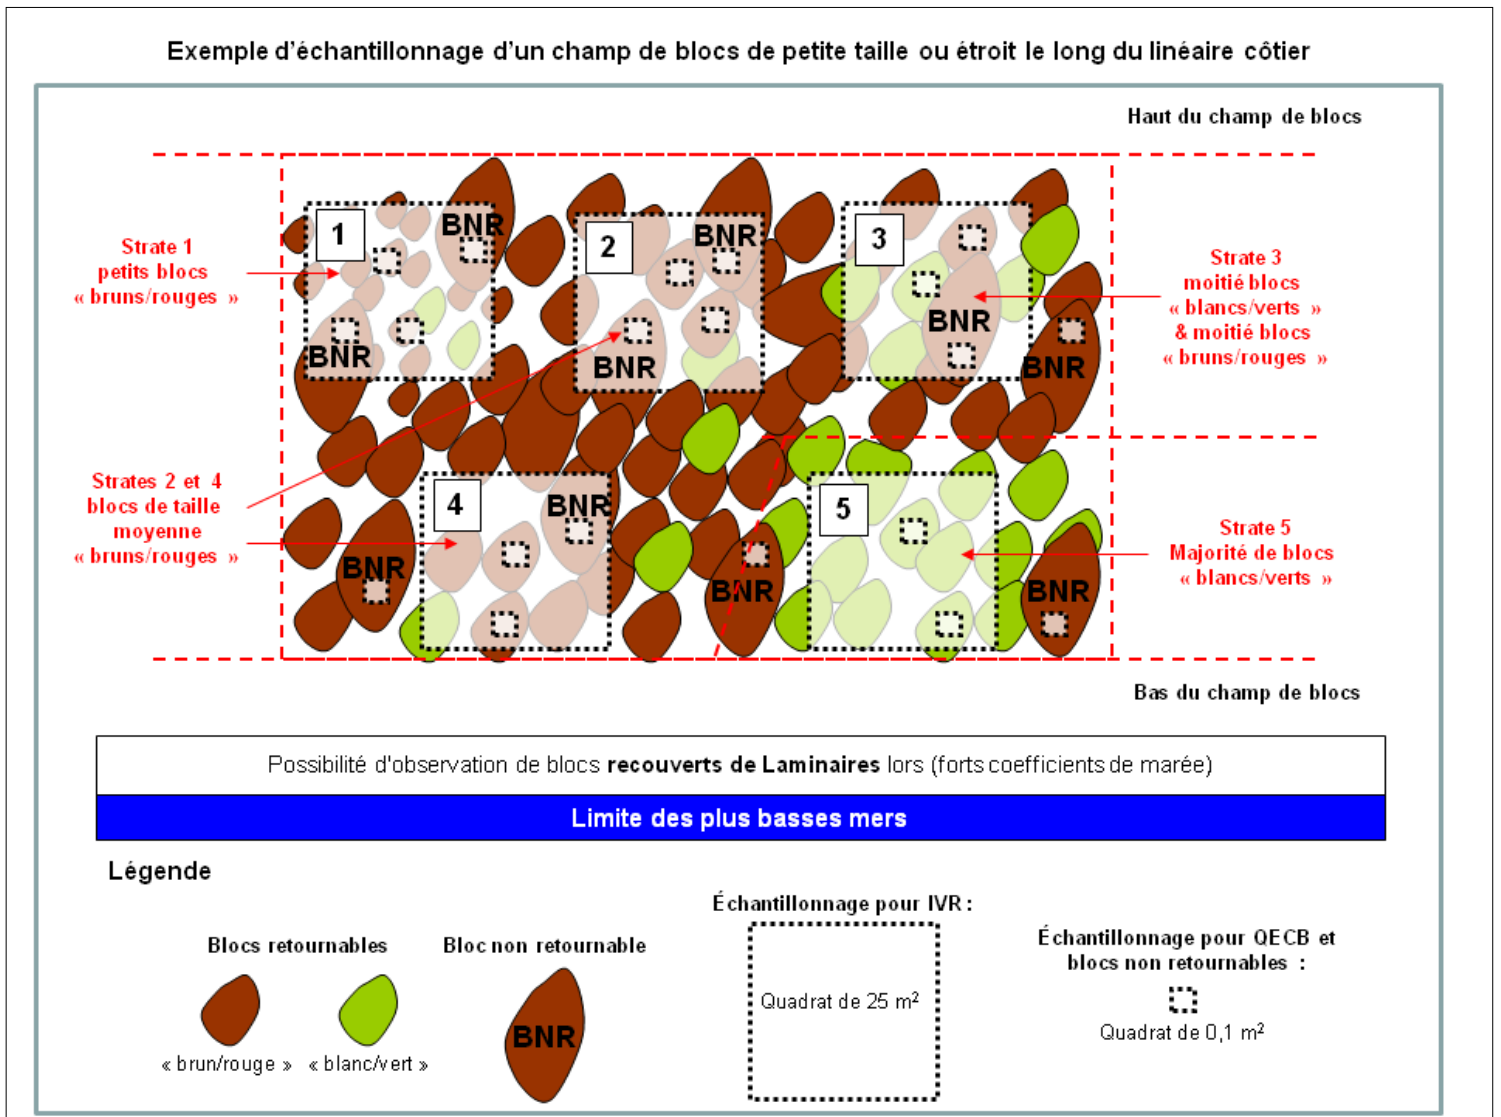 Exemple d'échantillonnage d'un champ de blocs de petite taille ou étroit le long du linéaire côtier
Haut du champ de blocs
Strate 1
petits blocs
« bruns/rouges »
1
BNR
BNR
2
BNR
BNR
3
BNR
BNR
Strate 3
moitié blocs
« blancs/verts »
& moitié blocs
« bruns/rouges »
Strates 2 et 4
blocs de taille
moyenne
« bruns/rouges »
BNR
4
BNR
BNR
5
BNR
Strate 5
Majorité de blocs
« blancs/verts »
Bas du champ de blocs
Possibilité d'observation de blocs recouverts de Laminaires lors (forts coefficients de marée)
Limite des plus basses mers
Légende
Blocs retournables
« brun/rouge »
« blanc/vert »
Bloc non retournable
BNR
Échantillonnage pour IVR :
Quadrat de 25 m²
Échantillonnage pour QECB et
blocs non retournables :
Quadrat de 0,1 m²